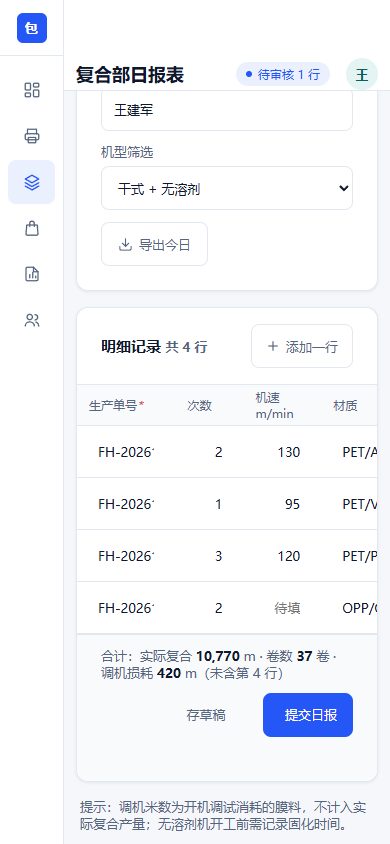 包
复合部日报表
待审核 1 行
王
王建军
机型筛选
干式 + 无溶剂
导出今日
明细记录 共 4 行
添加一行
生产单号* 次数 机速 m/min 材质
FH-2026 2 130 PET/
FH-2026 1 95 PET/
FH-2026 3 120 PET/
FH-2026 2 待填 OPP/
合计：实际复合 10,770 m · 卷数 37 卷 ·
调机损耗 420 m（未含第 4 行）
存草稿
提交日报
提示：调机米数为开机调试消耗的膜料，不计入实
际复合产量；无溶剂机开工前需记录固化时间。